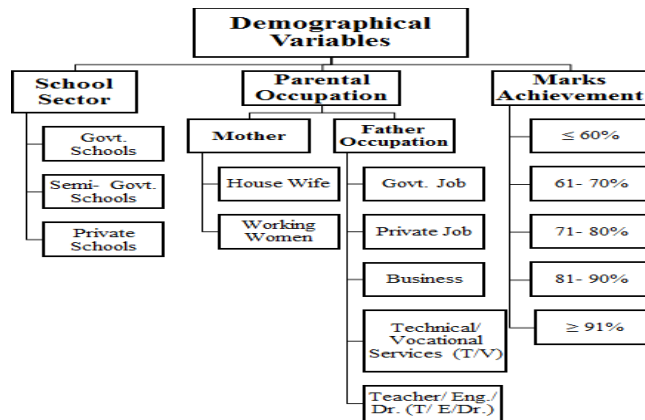 Demographical
Variables
School
Sector
Govt.
Schools
Semi- Govt.
Schools
Private
Schools
Parental
Occupation
Mother
House Wife
Working
Women
Father
Occupation
Govt. Job
Private Job
Business
Technical/
Vocational
Services (T/V)
Teacher/ Eng./
Dr. (T/ E/Dr.)
Marks
Achievement
≤ 60%
61- 70%
71- 80%
81- 90%
≥ 91%